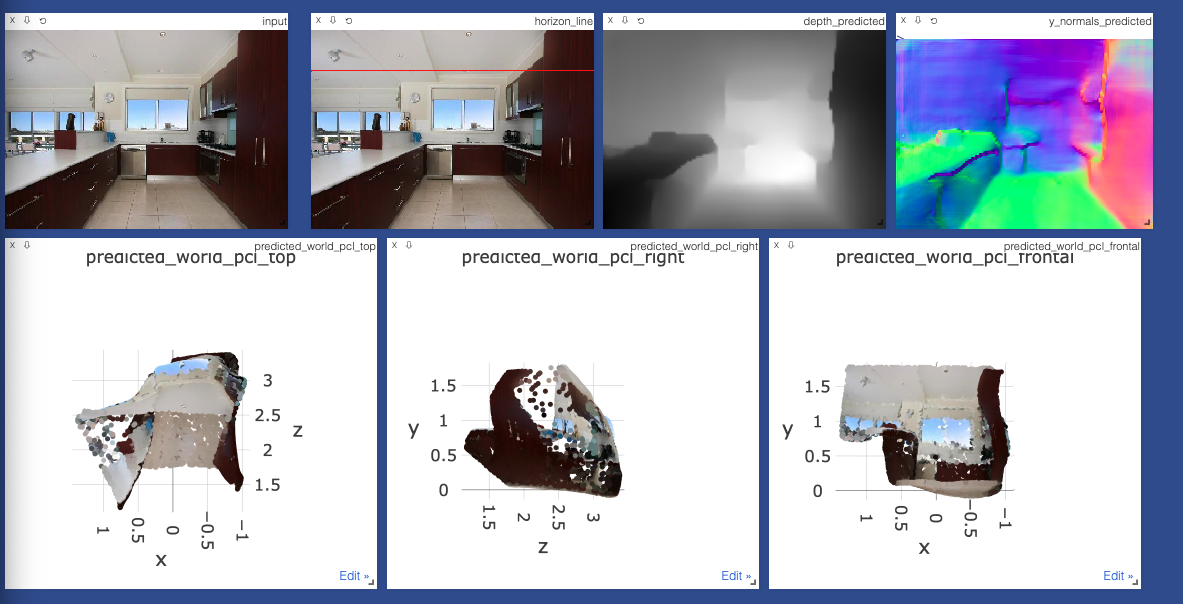 x input
x horizon_line
x depth_predicted
x y_normals_predicted
x predicted_world_pcl_top
predicted_world_pcl_top
3
2.5
2
1.5
z
1
0.5
0
−0.5
−1
x
Edit »
x predicted_world_pcl_right
predicted_world_pcl_right
1.5
1
0.5
0
y
1.5
2
2.5
3
z
Edit »
x predicted_world_pcl_frontal
predicted_world_pcl_frontal
1.5
1
0.5
0
y
1
0.5
0
−0.5
−1
x
Edit »